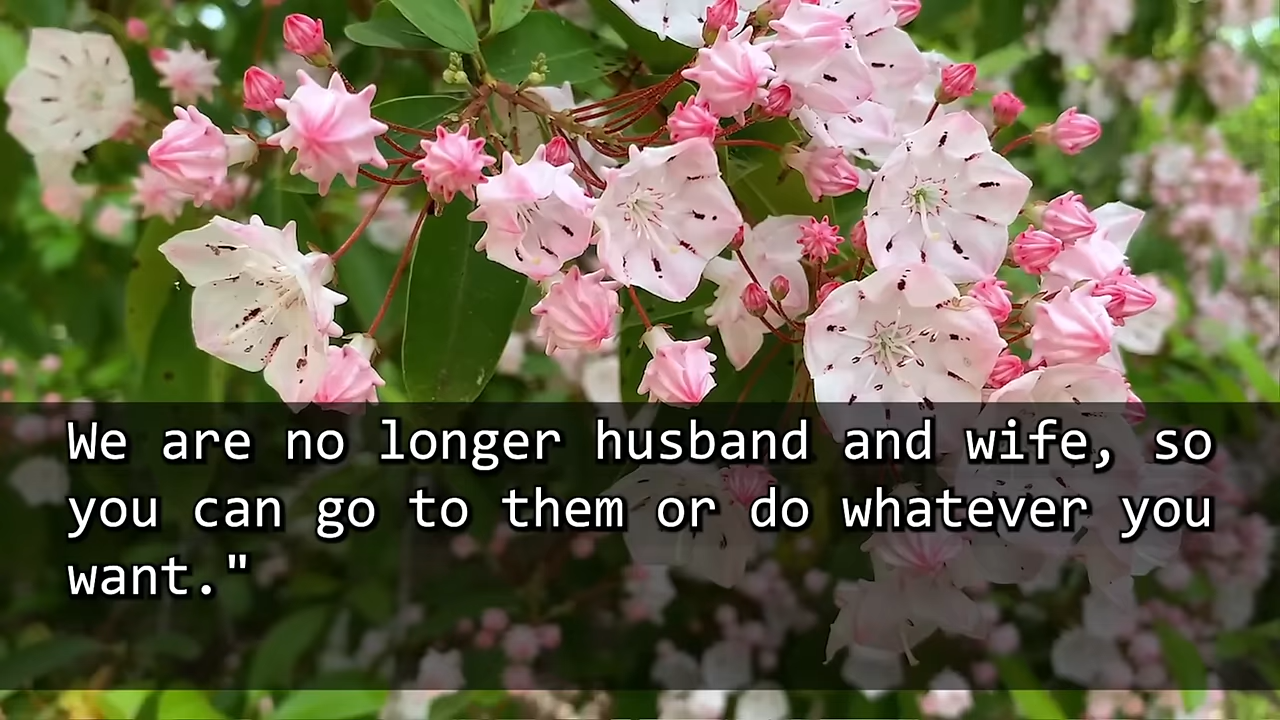 We are no longer husband and wife, so
you can go to them or do whatever you
want."